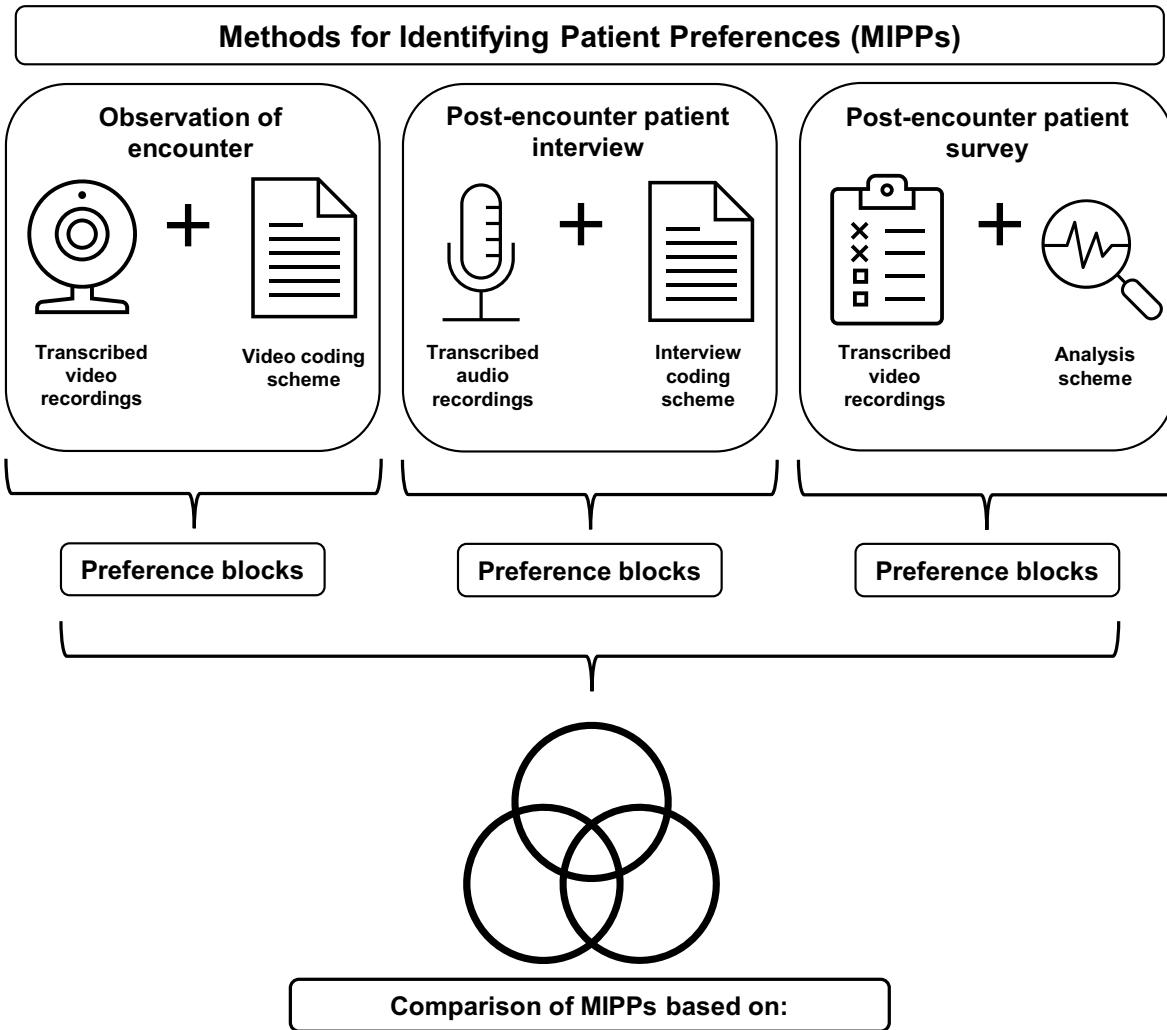 Methods for Identifying Patient Preferences (MIPPs)
Observation of
encounter
Transcribed
video
recordings
Video coding
scheme
Post-encounter patient
interview
Transcribed
audio
recordings
Interview
coding
scheme
Post-encounter patient
survey
Transcribed
video
recordings
Analysis
scheme
Preference blocks
Preference blocks
Preference blocks
Comparison of MIPPs based on: